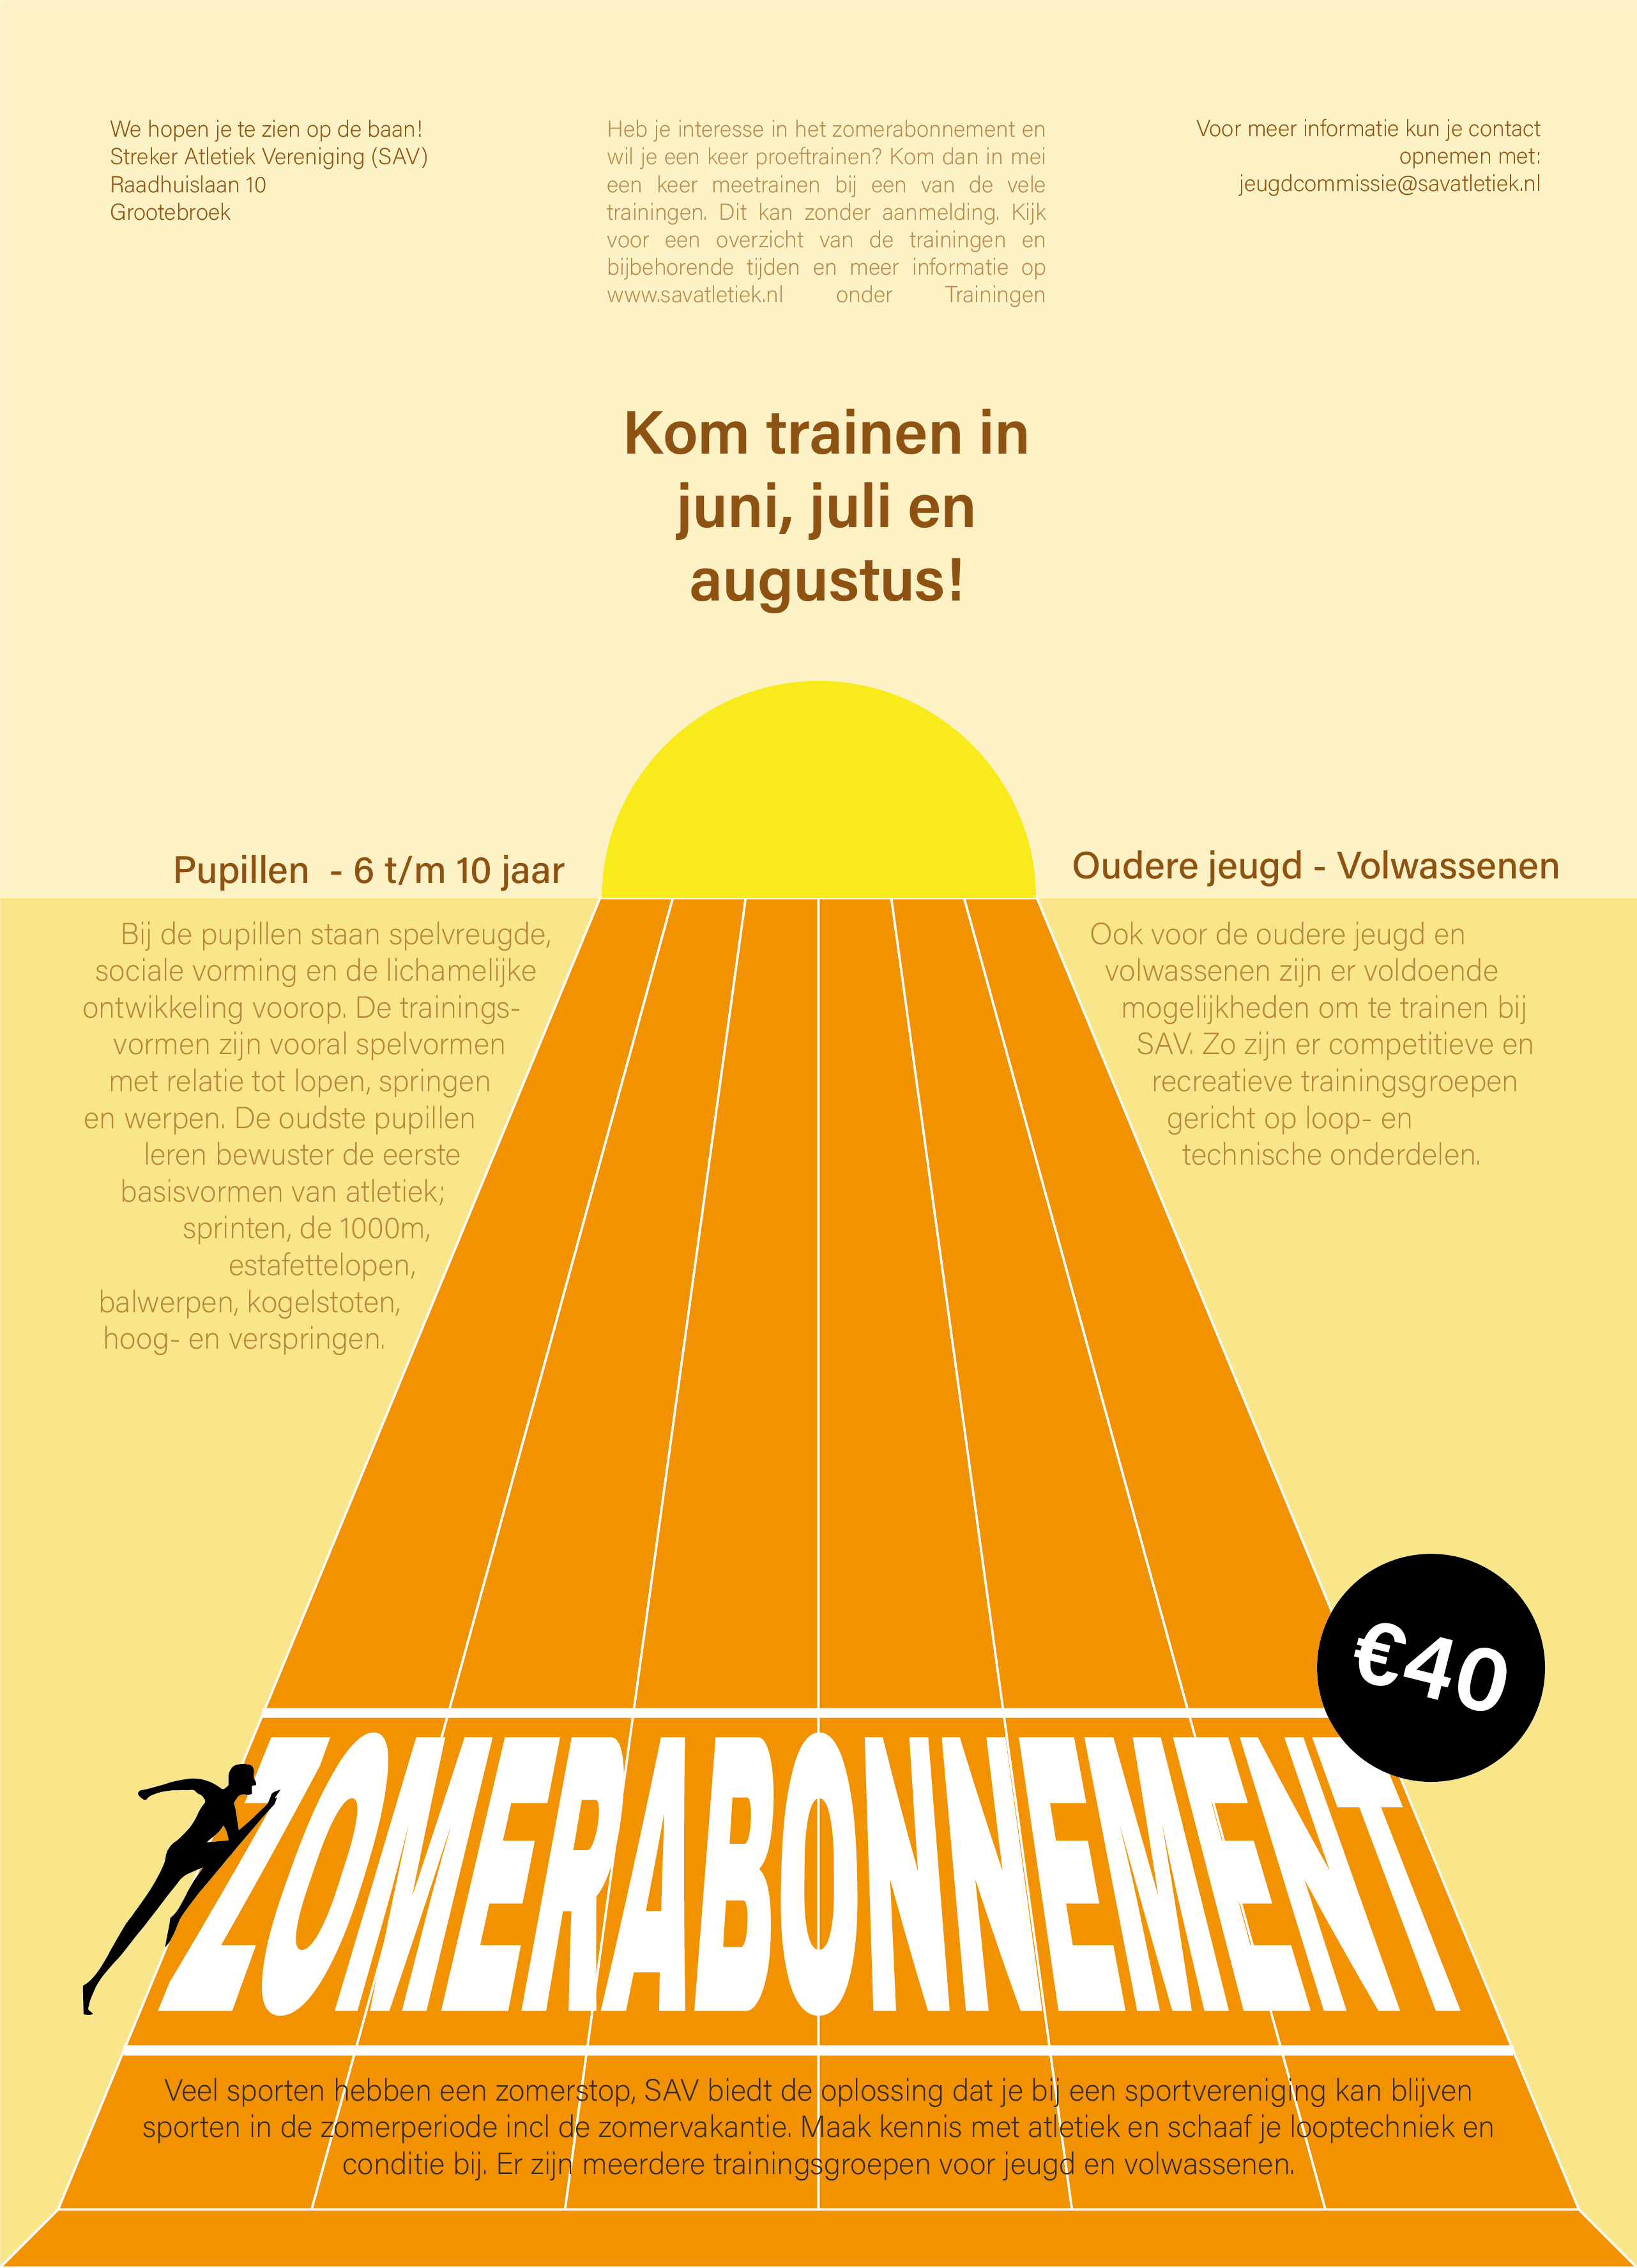 We hopen je te zien op de baan!
Streker Atletiek Vereniging (SAV)
Raadhuislaan 10
Grootebroek
Heb je interesse in het zomerabonnement en
wil je een keer proeftrainen? Kom dan in mei
een keer meetrainen bij een van de vele
trainingen. Dit kan zonder aanmelding. Kijk
voor een overzicht van de trainingen en
bijbehorende tijden en meer informatie op
www.savatletiek.nl onder Trainingen
Voor meer informatie kun je contact
opnemen met:
jeugdcommissie@savatletiek.nl
Kom trainen in
juni, juli en
augustus!
Pupillen - 6 t/m 10 jaar
Bij de pupillen staan spelvreugde,
sociale vorming en de lichamelijke
ontwikkeling voorop. De trainings-
vormen zijn vooral spelvormen
met relatie tot lopen, springen
en werpen. De oudste pupillen
leren bewuster de eerste
basisvormen van atletiek;
sprinten, de 1000m,
estafettelopen,
balwerpen, kogelstoten,
hoog- en verspringen.
Oudere jeugd - Volwassenen
Ook voor de oudere jeugd en
volwassenen zijn er voldoende
mogelijkheden om te trainen bij
SAV. Zo zijn er competitieve en
recreatieve trainingsgroepen
gericht op loop- en
technische onderdelen.
€40
ZOMERABONNEMENT
Veel sporten hebben een zomerstop, SAV biedt de oplossing dat je bij een sportvereniging kan blijven
sporten in de zomerperiode incl de zomervakantie. Maak kennis met atletiek en schaaf je looptechniek en
conditie bij. Er zijn meerdere trainingsgroepen voor jeugd en volwassenen.